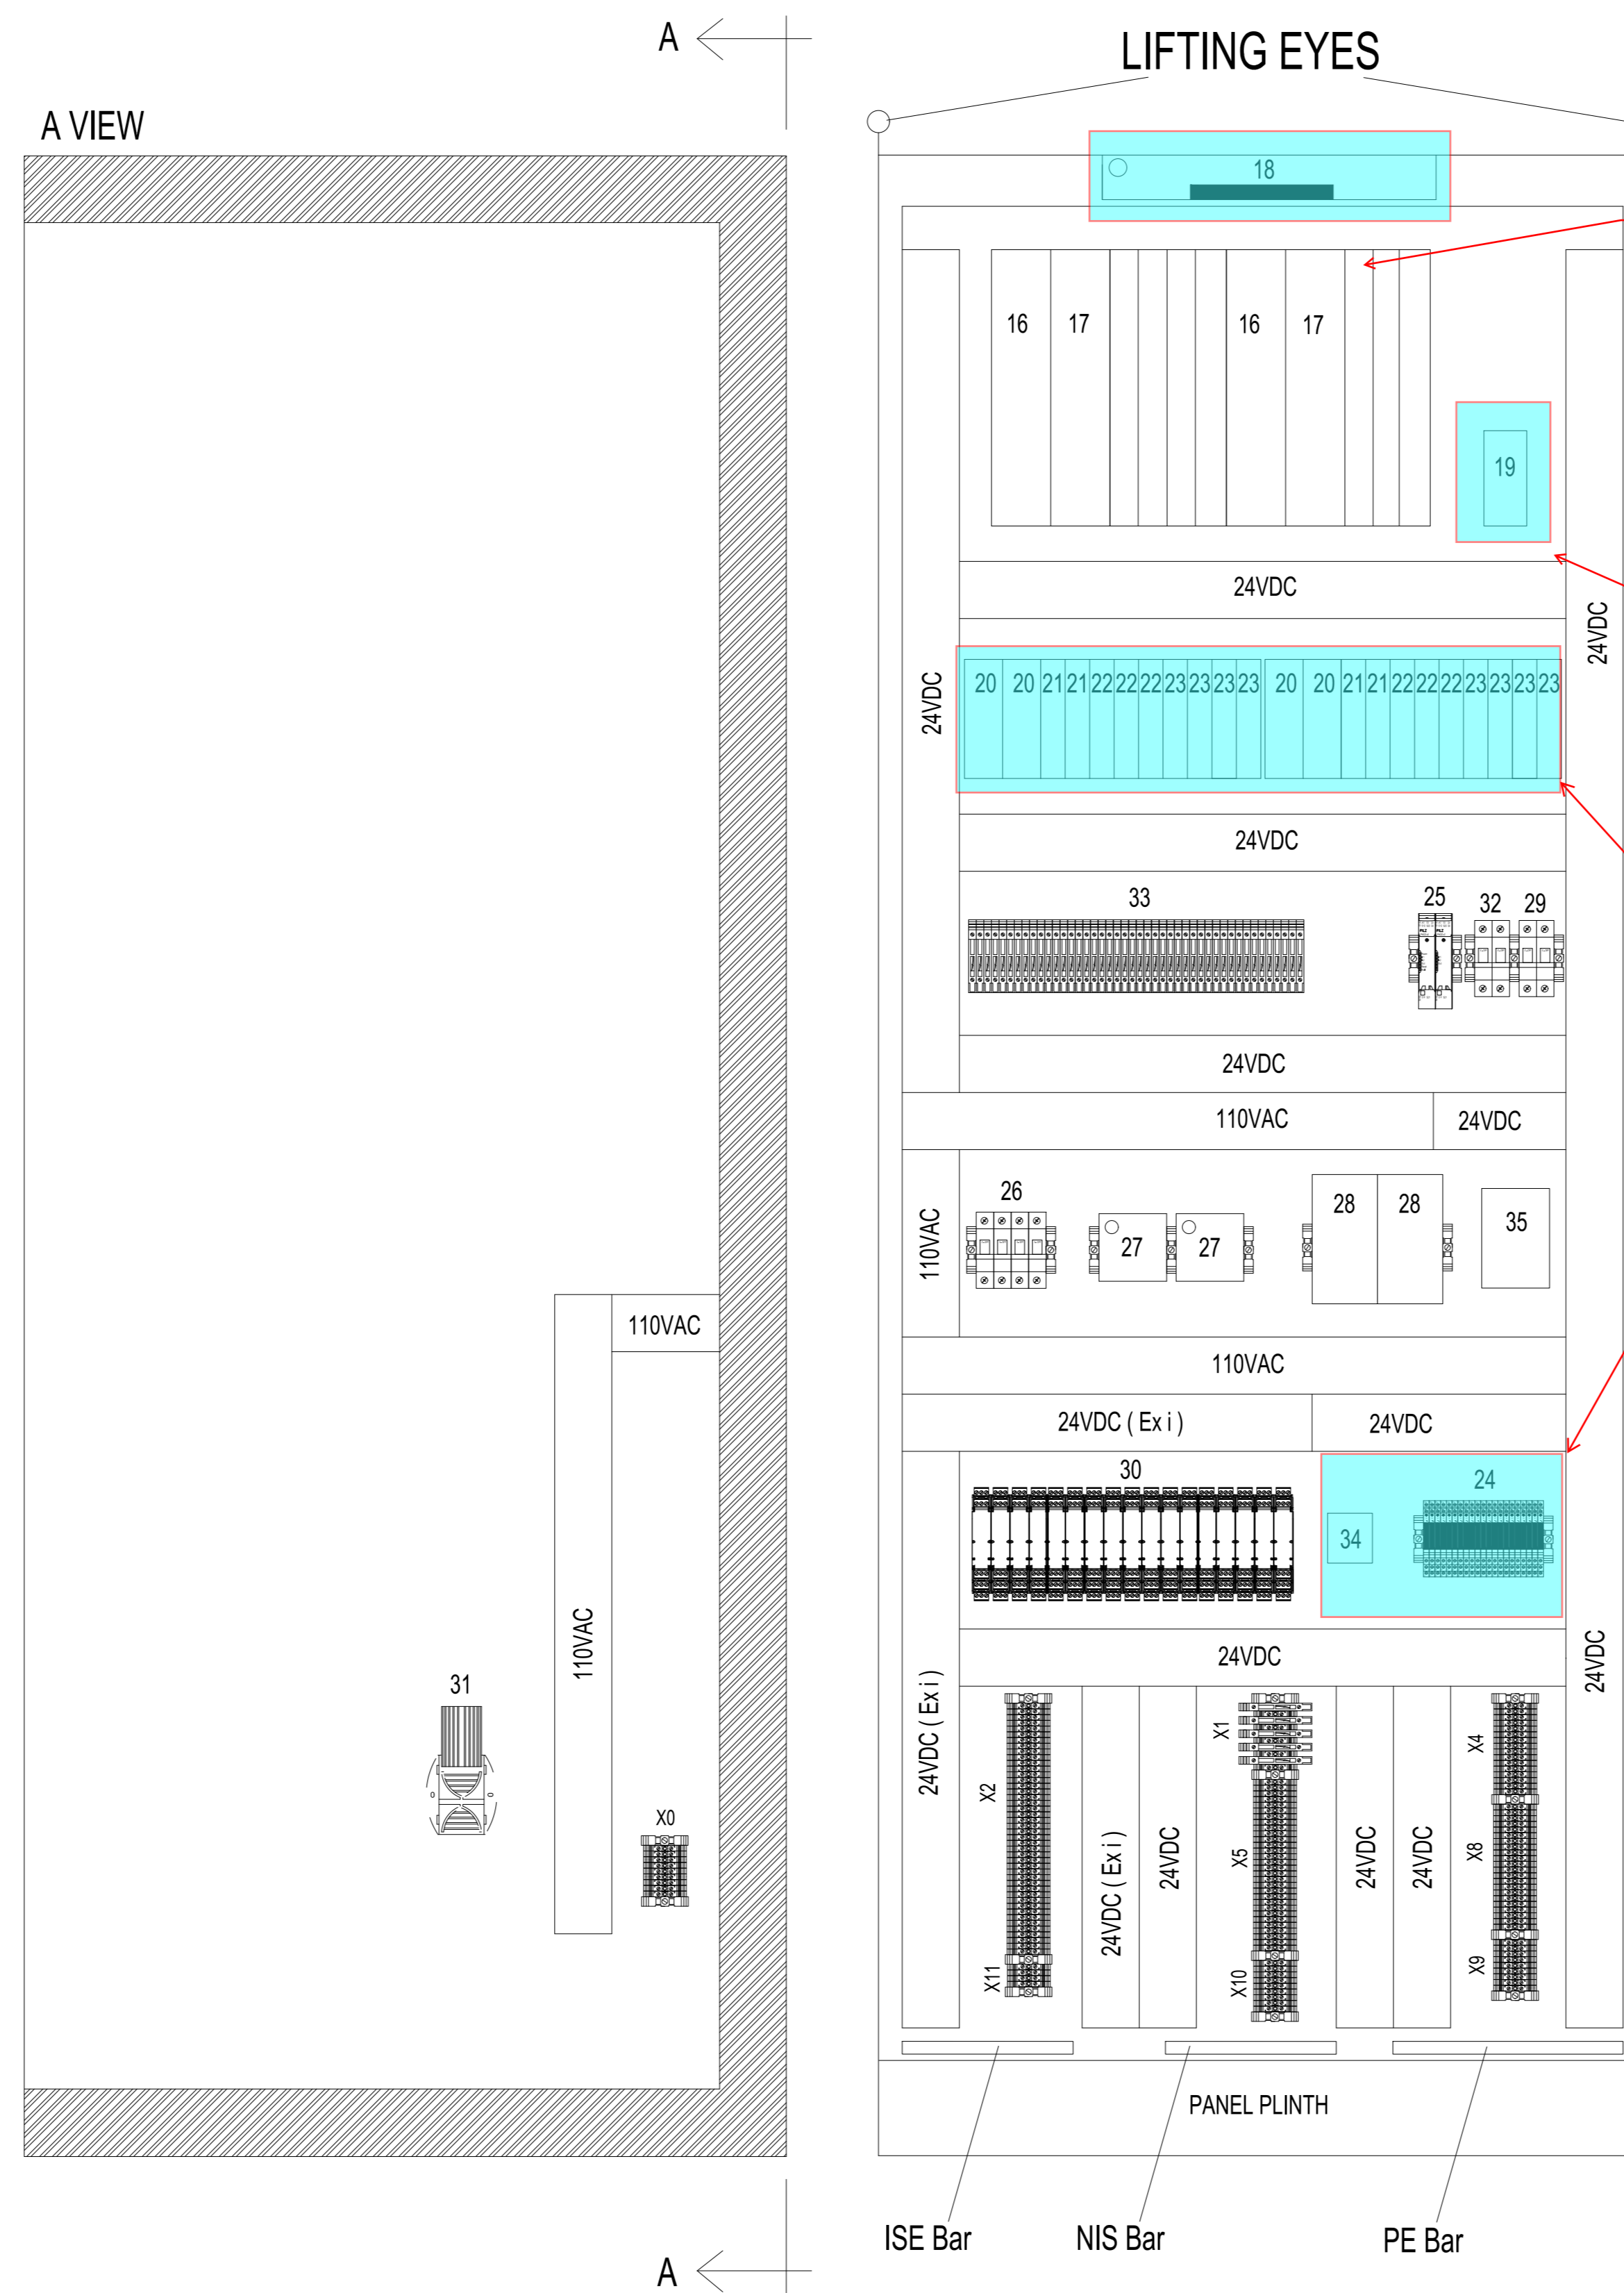 A
LIFTING EYES
A VIEW
18
16 17 16 17
19
24VDC
24VDC
24VDC
20 20 21 21 22 22 22 23 23 23 23 20 20 21 21 22 22 22 23 23 23 23
24VDC
33 25 32 29
24VDC
110VAC 24VDC
110VAC
26 27 27 28 28 35
110VAC
110VAC
24VDC ( Ex i ) 24VDC
30 24
34
24VDC
110VAC
31
X0
24VDC ( Ex i )
24VDC
X2
X11
24VDC ( Ex i )
24VDC
X1
X5
X10
24VDC
24VDC
X4
X8
X9
PANEL PLINTH
ISE Bar NIS Bar PE Bar
A